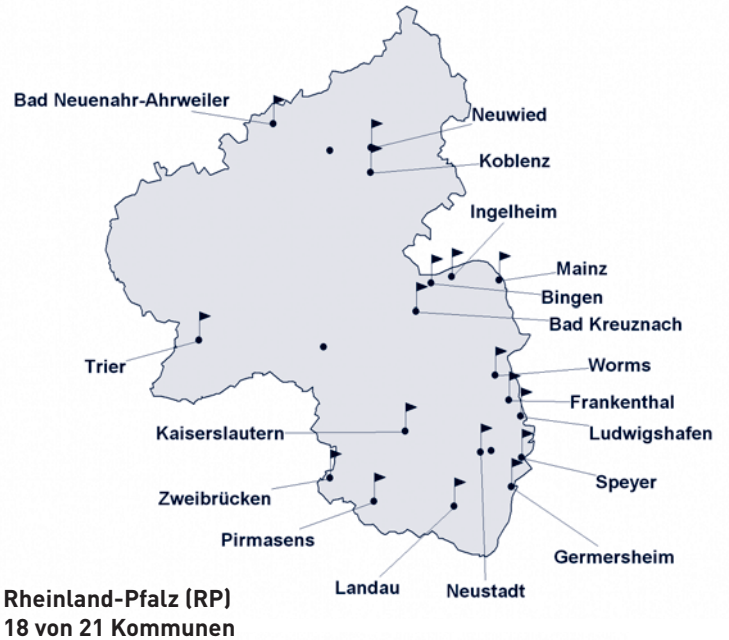 Bad Neuenahr-Ahrweiler
Neuwied
Koblenz
Ingelheim
Mainz
Bingen
Bad Kreuznach
Trier
Worms
Frankenthal
Kaiserslautern
Ludwigshafen
Speyer
Zweibrücken
Pirmasens
Germersheim
Landau
Neustadt
Rheinland-Pfalz (RP)
18 von 21 Kommunen